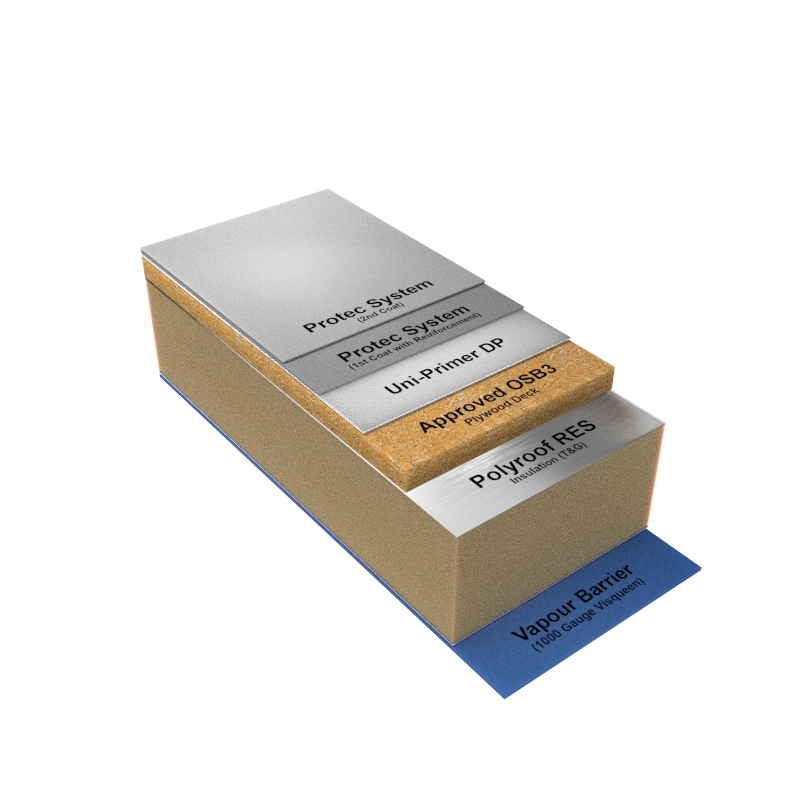 Protec System
(2nd Coat)
Protec System
(1st Coat with Reinforcement)
Uni-Primer DP
Approved OSB3
Plywood Deck
Polyroof RES
Insulation (T&G)
Vapour Barrier
(1000 Gauge Visqueen)